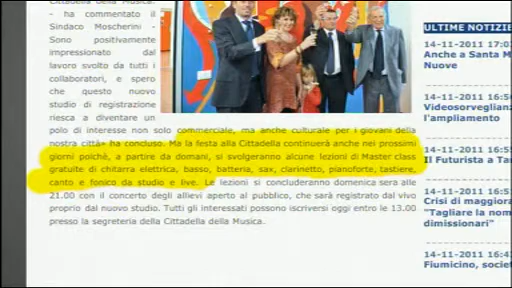 Cittadella della Musica.
- ha commentato il
Sindaco Moscherini -
Sono positivamente
impressionato dal
lavoro svolto da tutti i
collaboratori, e spero
che questo nuovo
studio di registrazione
riesca a diventare un
polo di interesse non solo commerciale, ma anche culturale per i giovani della
nostra città» ha concluso. Ma la festa alla Cittadella continuerà anche nei prossimi
giorni poichè, a partire da domani, si svolgeranno alcune lezioni di Master class
gratuite di chitarra elettrica, basso, batteria, sax, clarinetto, pianoforte, tastiere,
canto e fonico da studio e live. Le lezioni si concluderanno domenica sera alle
21.00 con il concerto degli allievi aperto al pubblico, che sarà registrato dal vivo
proprio dal nuovo studio. Tutti gli interessati possono iscriversi oggi entro le 13.00
presso la segreteria della Cittadella della Musica.
ULTIME NOTIZIE
14-11-2011 17:0
Anche a Santa M
Nuove
14-11-2011 16:5
Videosorveglian
l'ampliamento
14-11-2011 16:5
Il Futurista a Ta
14-11-2011 16:
Crisi di maggiora
"Tagliare la nom
dimissionari"
14-11-2011 16:4
Fiumicino, societ